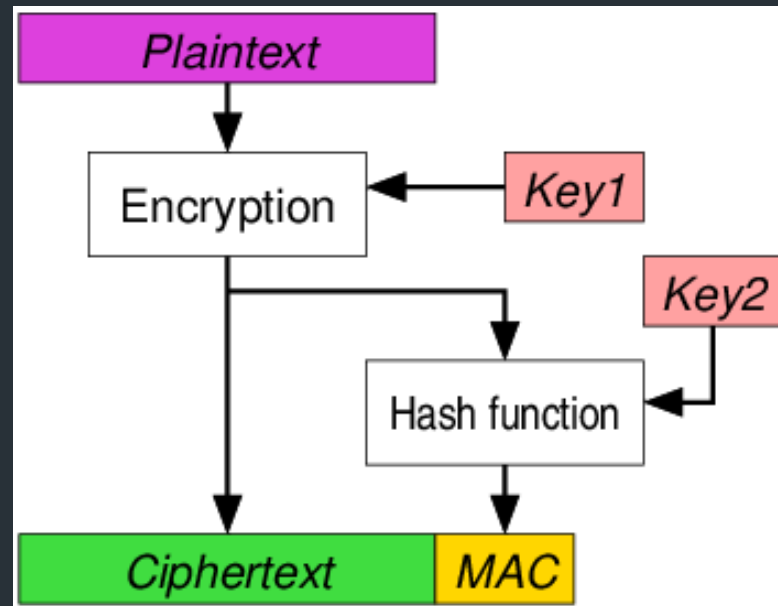 Plaintext
Encryption
Key1
Key2
Hash function
Ciphertext
MAC